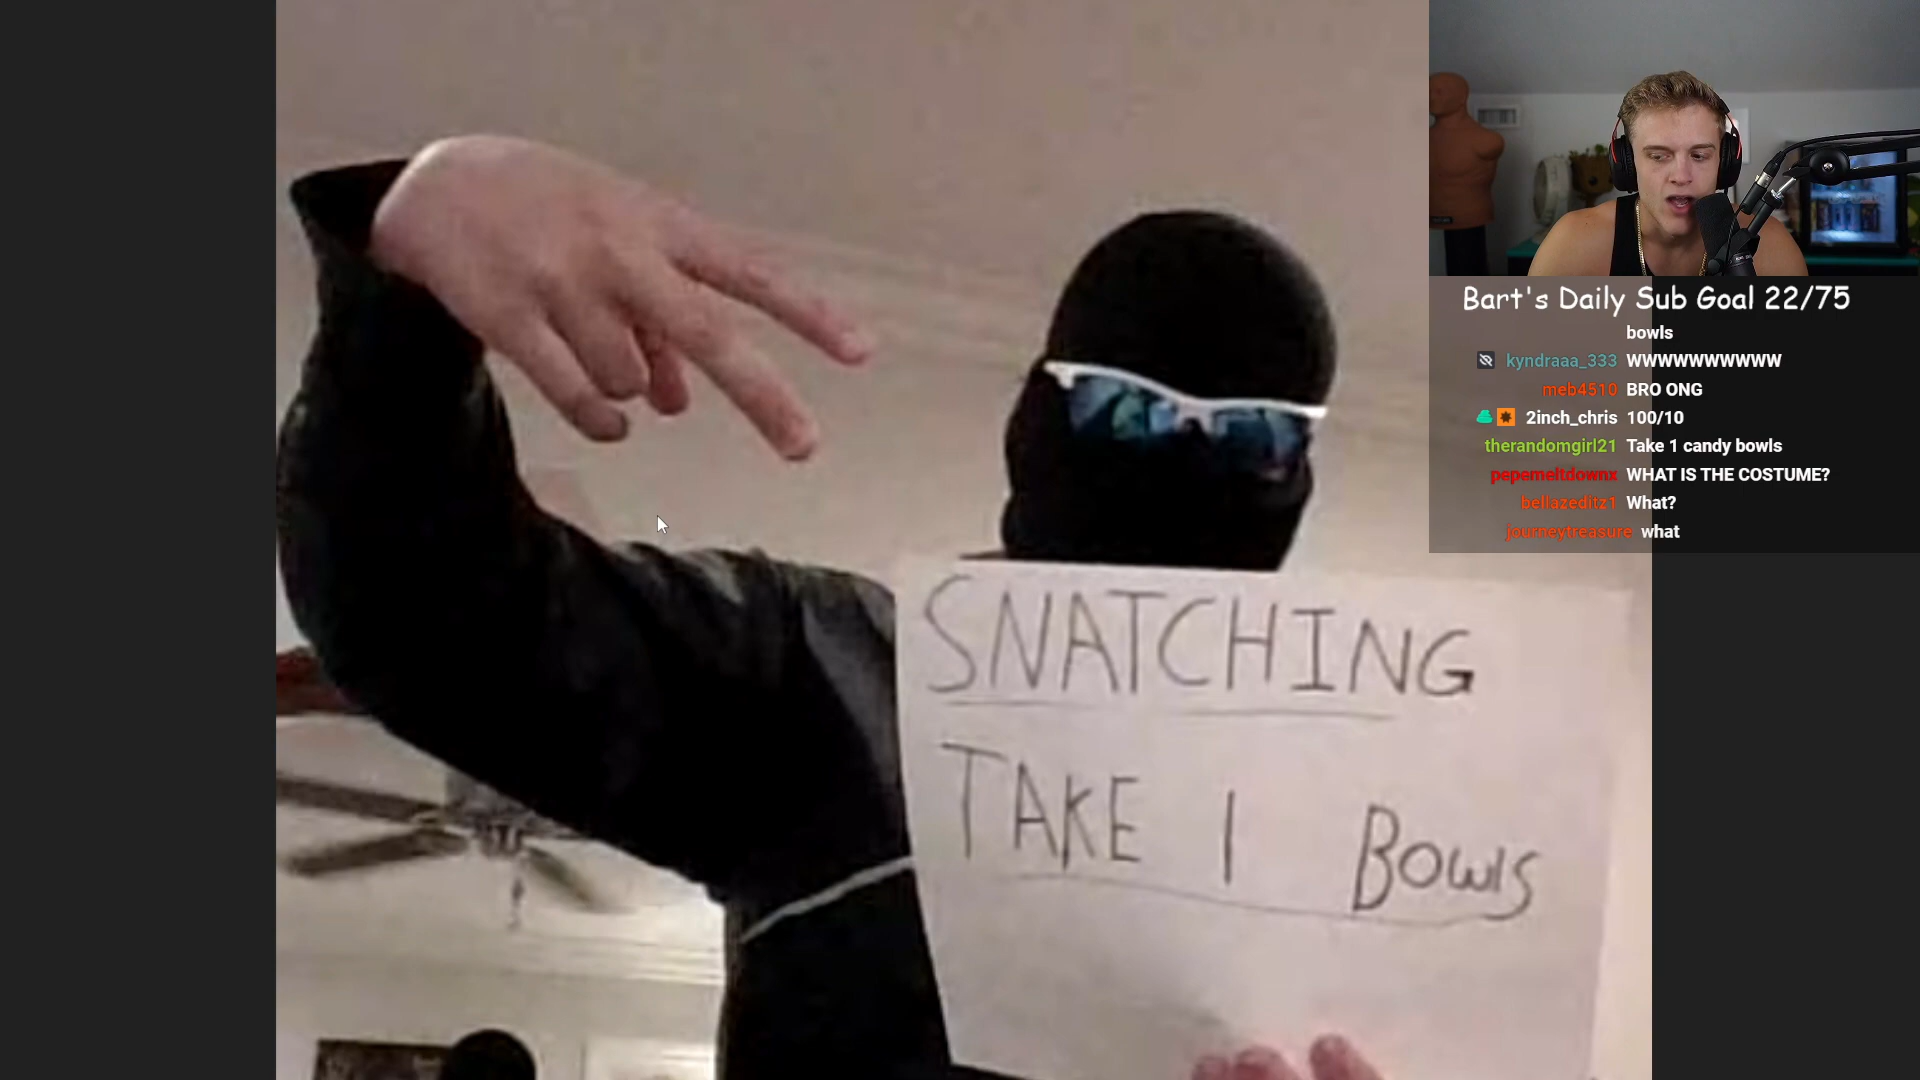 Bart's Daily Sub Goal 22/75
bowls
kyndraaa_333 WWWWWWWWWW
meb4510 BRO ONG
2inch_chris 100/10
therandomgirl21 Take 1 candy bowls
pepemeltdownx WHAT IS THE COSTUME?
bellazeditz1 What?
journeytreasure what
SNATCHING
TAKE 1 BOWlS